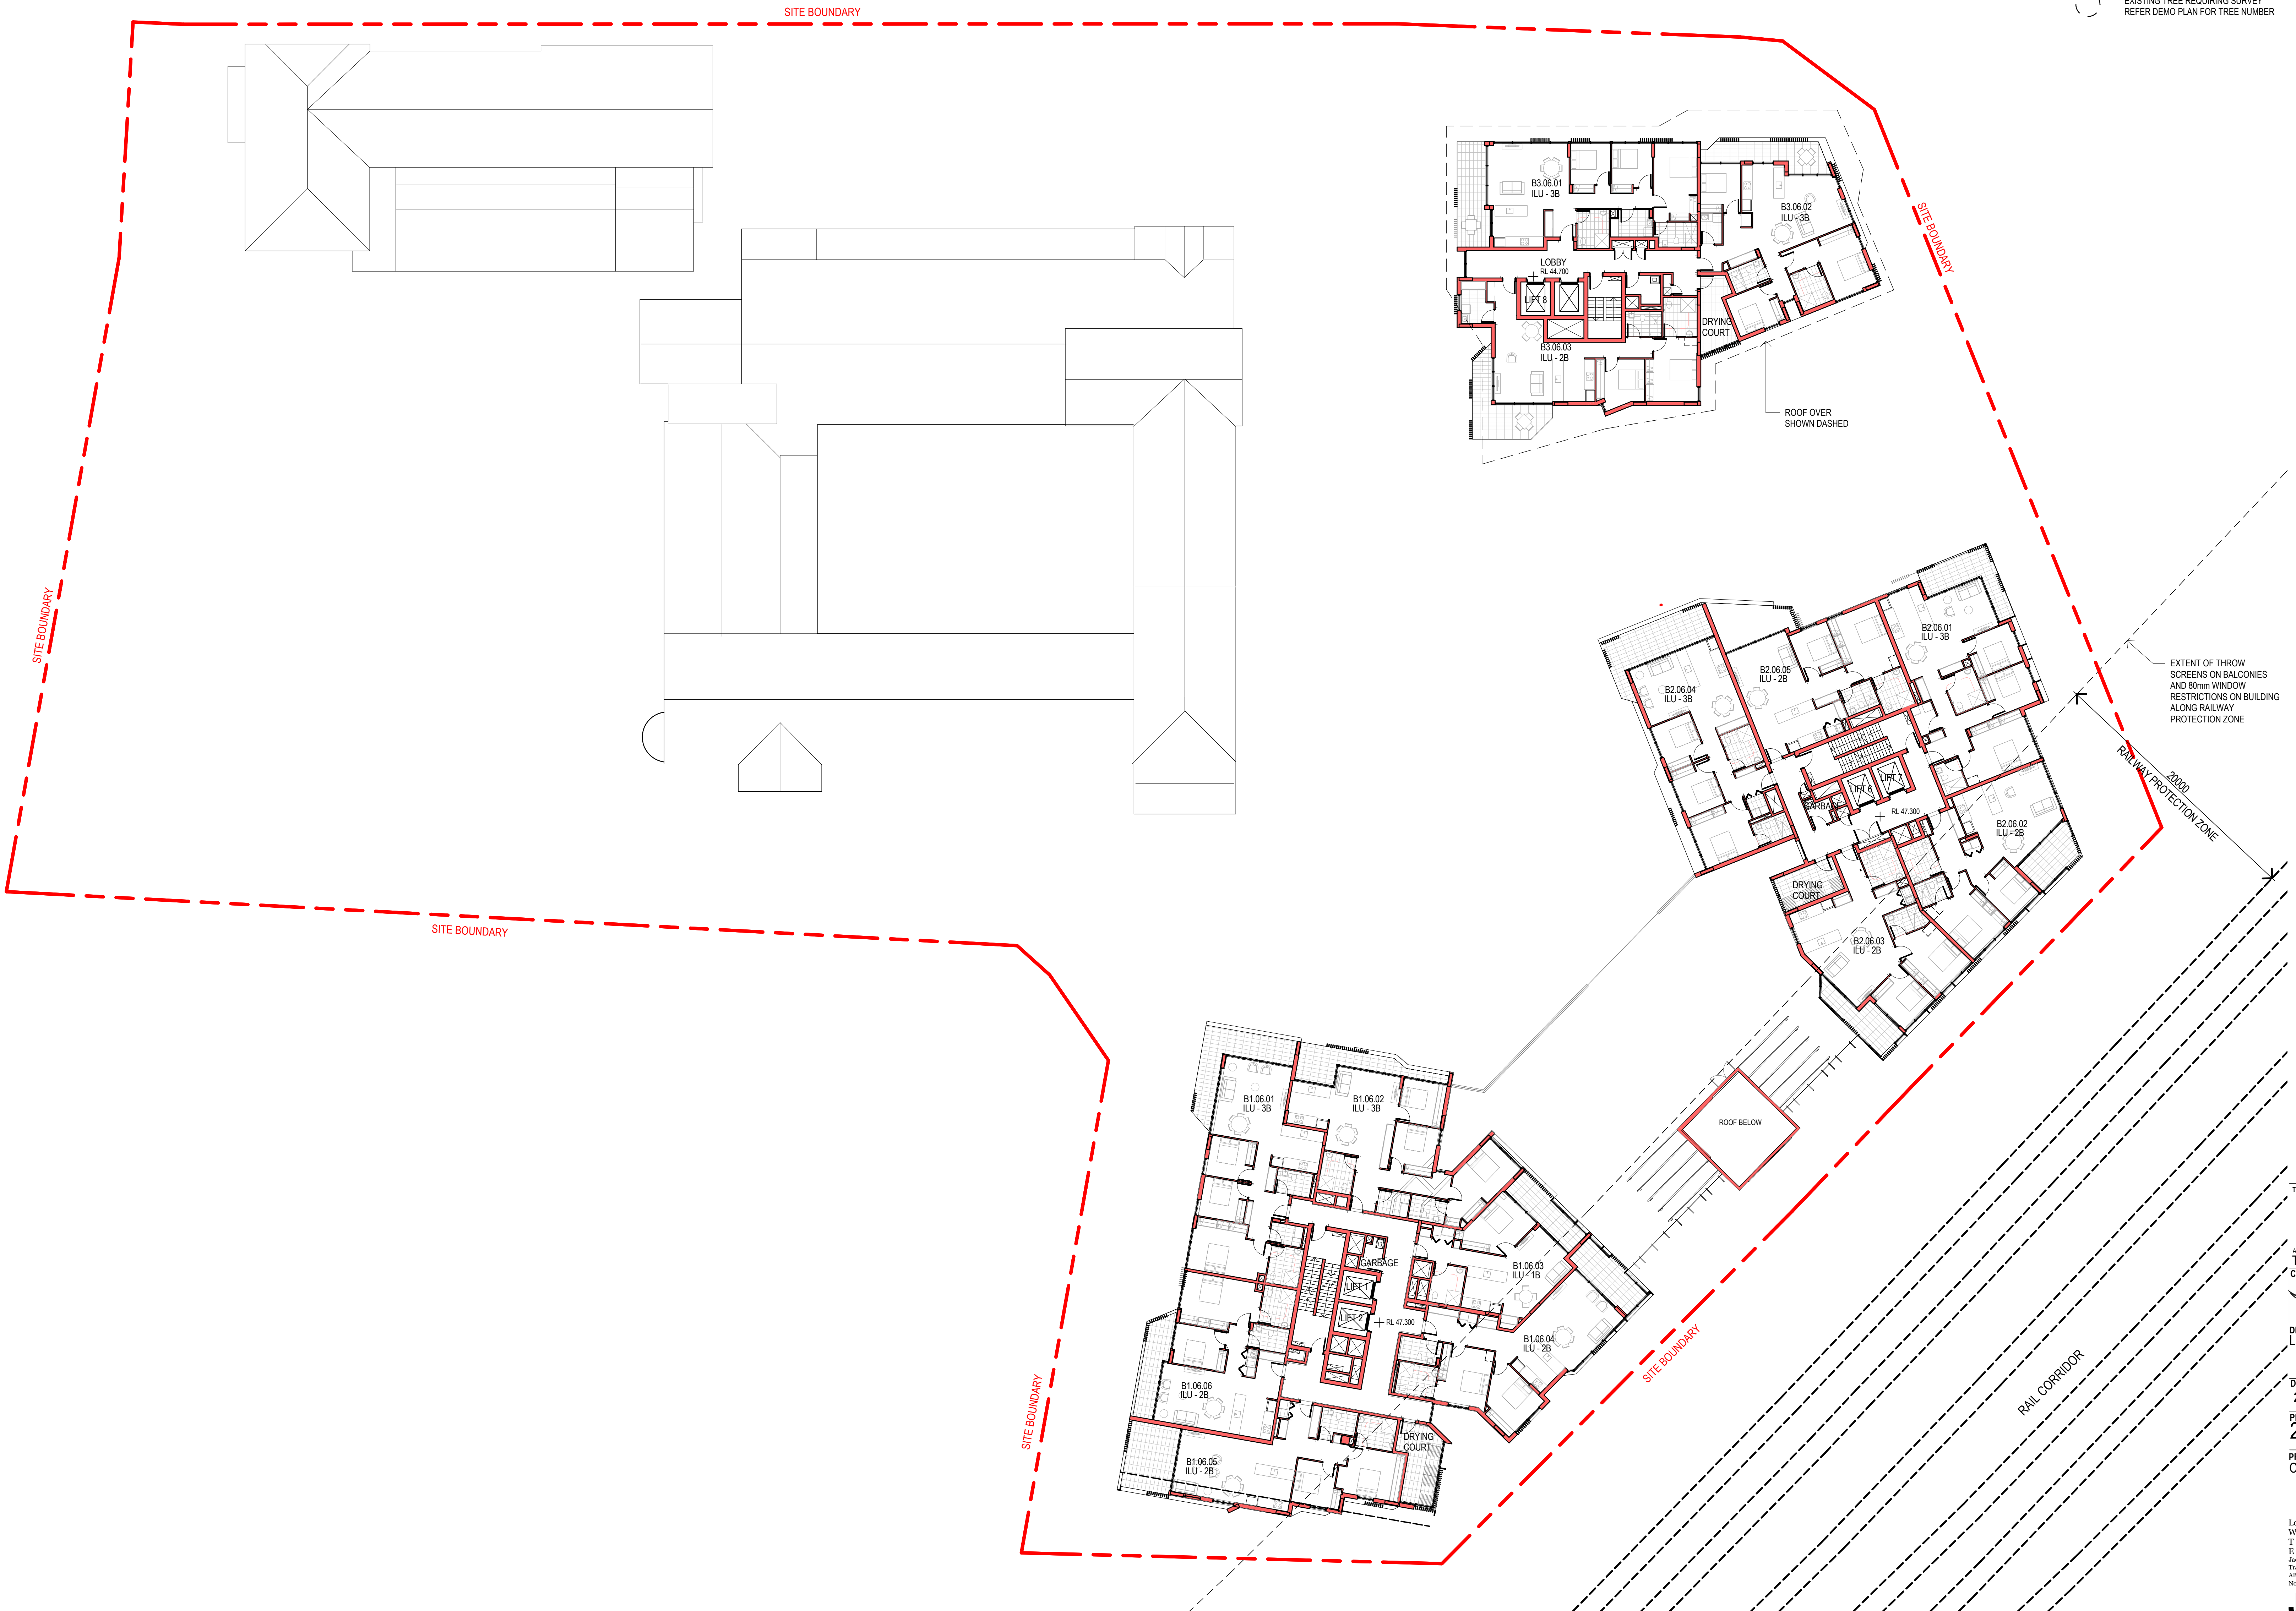 EXISTING TREE REQUIRING SURVEY
REFER DEMO PLAN FOR TREE NUMBER
SITE BOUNDARY
B3.06.01
ILU - 3B
B3.06.02
ILU - 3B
SITE BOUNDARY
LOBBY
RL 44.700
LIFT 8
DRYING
COURT
B3.06.03
ILU - 2B
ROOF OVER
SHOWN DASHED
SITE BOUNDARY
B2.06.01
ILU - 3B
B2.06.05
ILU - 2B
B2.06.04
ILU - 3B
EXTENT OF THROW
SCREENS ON BALCONIES
AND 80mm WINDOW
RESTRICTIONS ON BUILDING
ALONG RAILWAY
PROTECTION ZONE
20000
RAILWAY PROTECTION ZONE
LIFT 7
LIFT 6
GARBAGE
RL 47.300
B2.06.02
ILU - 2B
DRYING
COURT
B2.06.03
ILU - 2B
SITE BOUNDARY
B1.06.01
ILU - 3B
B1.06.02
ILU - 3B
ROOF BELOW
GARBAGE
B1.06.03
ILU - 1B
LIFT 1
LIFT 2
RL 47.300
B1.06.04
ILU - 2B
SITE BOUNDARY
RAIL CORRIDOR
B1.06.06
ILU - 2B
SITE BOUNDARY
DRYING
COURT
B1.06.05
ILU - 2B